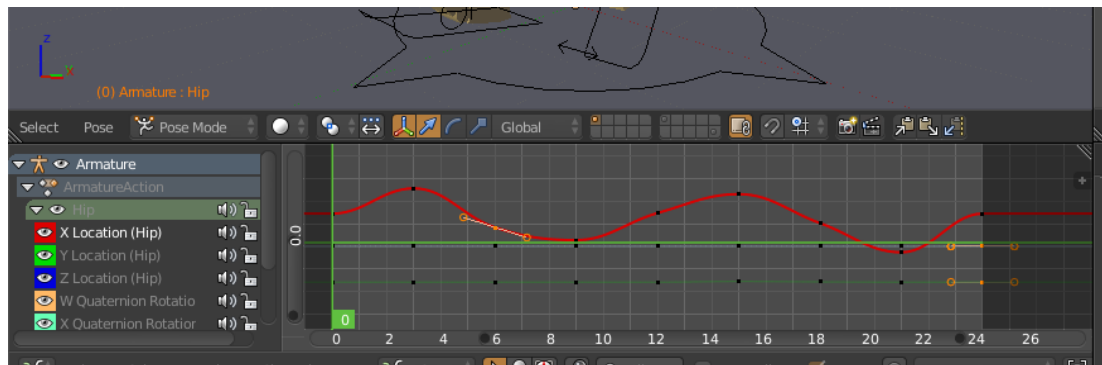 z
(0) Armature : Hip
Select Pose Pose Mode Global
Armature
ArmatureAction
Hip
X Location (Hip)
Y Location (Hip)
Z Location (Hip)
W Quaternion Rotatio
X Quaternion Rotatior
0.0
0
0 2 4 6 8 10 12 14 16 18 20 22 24 26